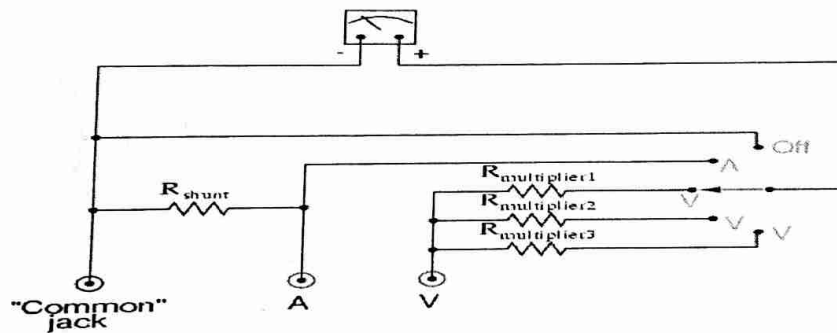 - +
Off
A
R multiplier1
R shunt
V
R multiplier2
V
V
R multiplier3
"Common"
jack
A
V